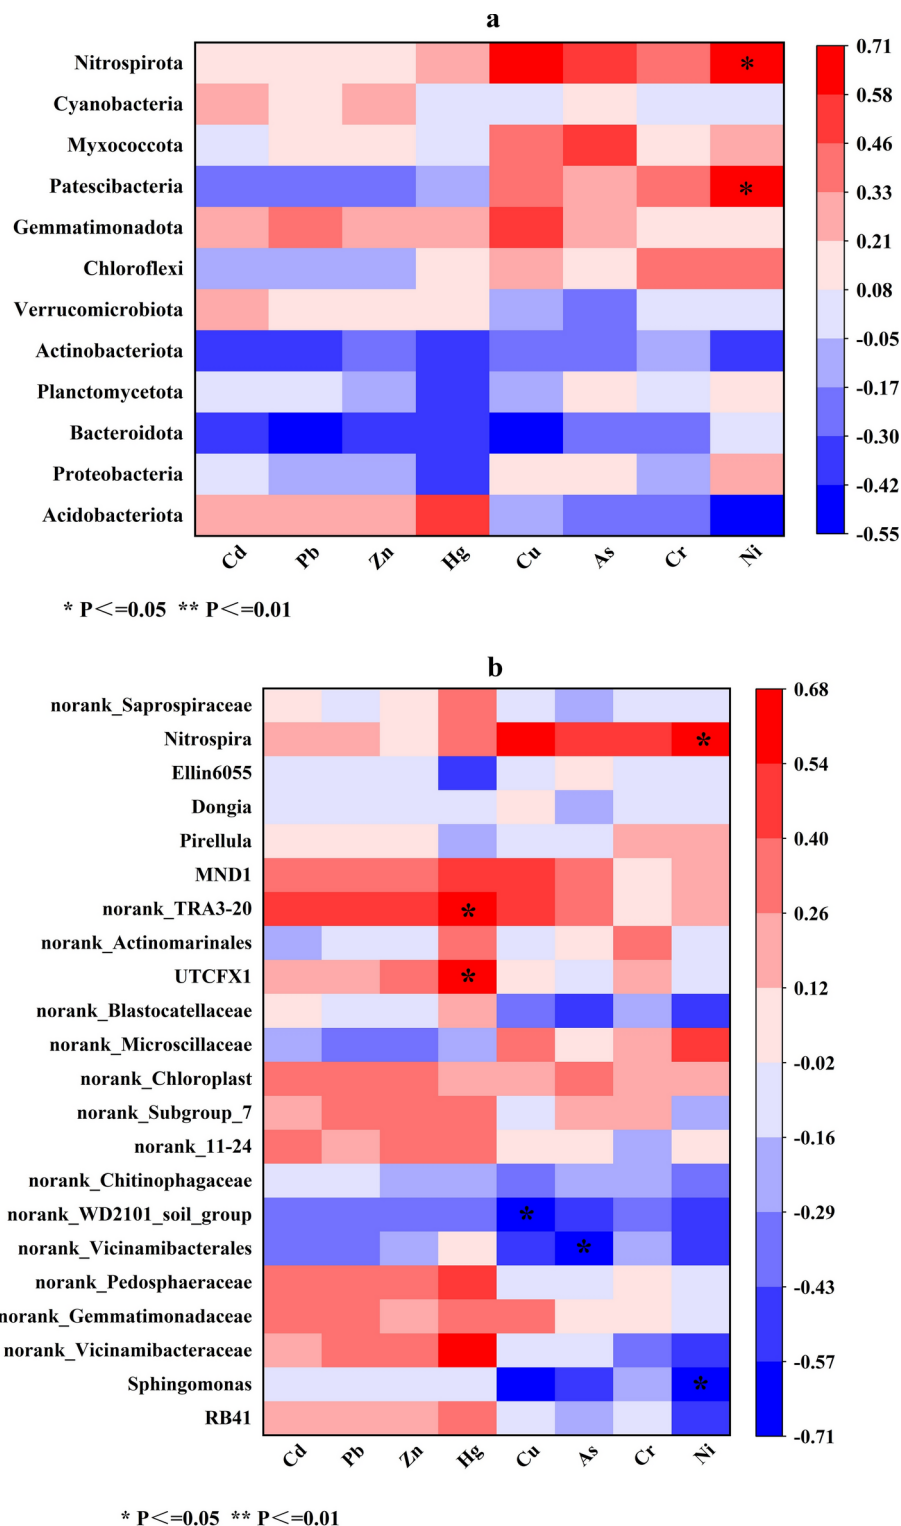 a
Nitrospirota
Cyanobacteria
Myxococcota
Patescibacteria
Gemmatimonadota
Chloroflexi
Verrucomicrobiota
Actinobacteriota
Planctomycetota
Bacteroidota
Proteobacteria
Acidobacteriota
*
*
Cd Pb Zn Hg Cu As Cr Ni
0.71
0.58
0.46
0.33
0.21
0.08
-0.05
-0.17
-0.30
-0.42
-0.55
* P<=0.05 ** P<=0.01
b
norank_Saprospiraceae
Nitrospira
Ellin6055
Dongia
Pirellula
MND1
norank_TRA3-20
norank_Actinomarinales
UTCFX1
norank_Blastocatellaceae
norank_Microscillaceae
norank_Chloroplast
norank_Subgroup_7
norank_11-24
norank_Chitinophagaceae
norank_WD2101_soil_group
norank_Vicinamibacterales
norank_Pedosphaeraceae
norank_Gemmatimonadaceae
norank_Vicinamibacteraceae
Sphingomonas
RB41
*
*
*
*
*
*
Cd Pb Zn Hg Cu As Cr Ni
0.68
0.54
0.40
0.26
0.12
-0.02
-0.16
-0.29
-0.43
-0.57
-0.71
* P<=0.05 ** P<=0.01